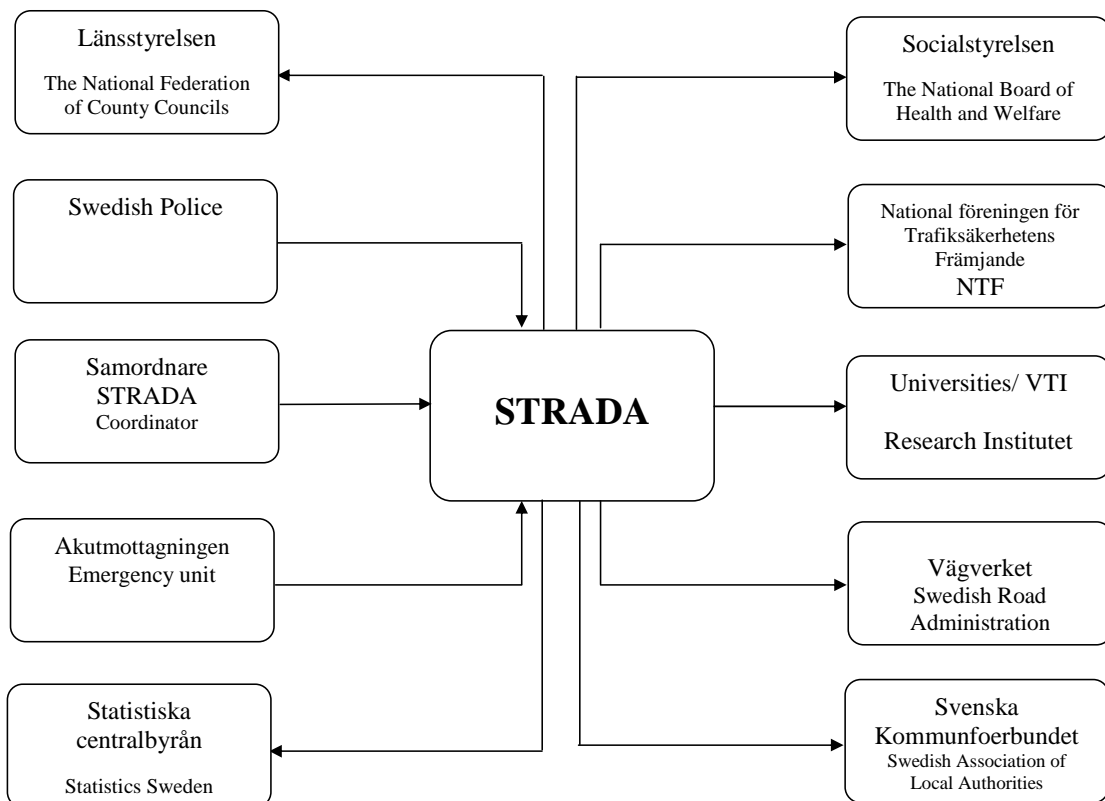 Länsstyrelsen
The National Federation
of County Councils
Swedish Police
Samordnare
STRADA
Coordinator
Akutmottagningen
Emergency unit
Statistiska
centralbyrån
Statistics Sweden
STRADA
Socialstyrelsen
The National Board of
Health and Welfare
National föreningen för
Trafiksäkerhetens
Främjande
NTF
Universities/ VTI
Research Institutet
Vägverket
Swedish Road
Administration
Svenska
Kommunfoerbundet
Swedish Association of
Local Authorities